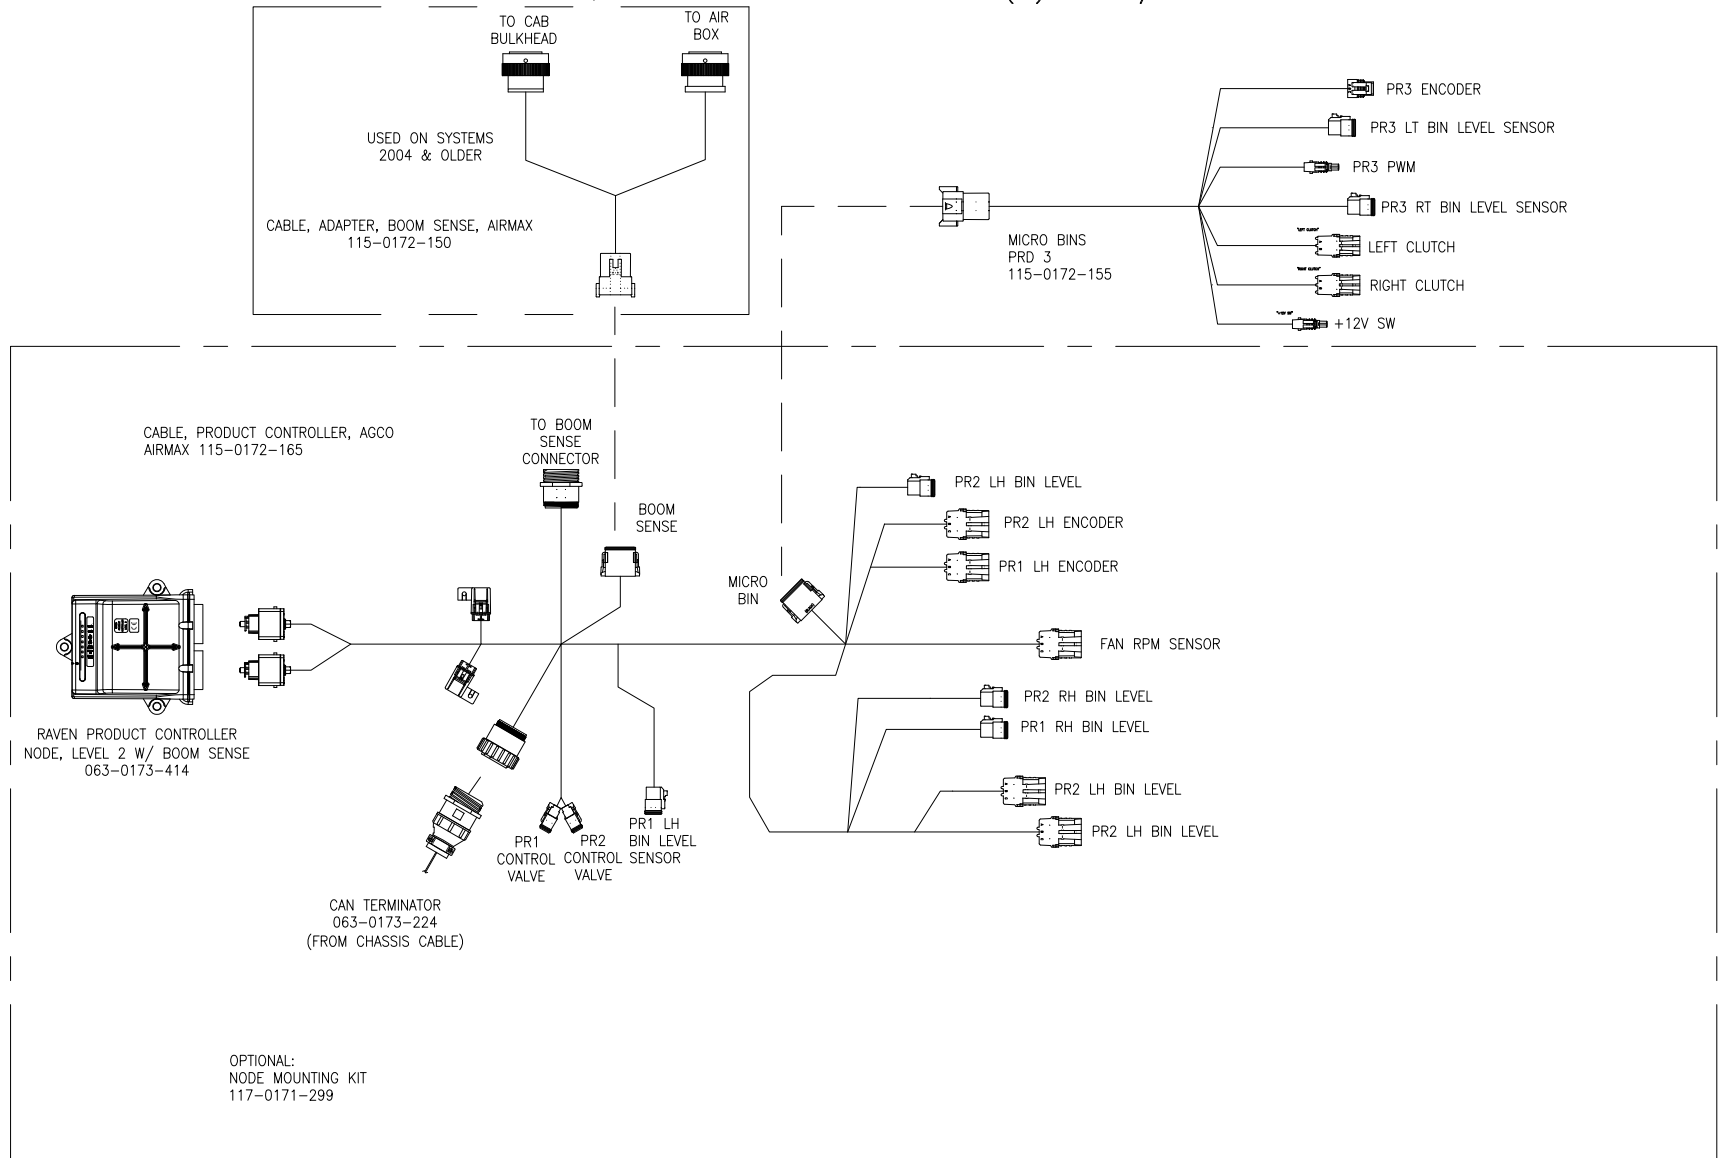 TO CAB
BULKHEAD
TO AIR
BOX
USED ON SYSTEMS
2004 & OLDER
CABLE, ADAPTER, BOOM SENSE, AIRMAX
115-0172-150
MICRO BINS
PRD 3
115-0172-155
PR3 ENCODER
PR3 LT BIN LEVEL SENSOR
PR3 PWM
PR3 RT BIN LEVEL SENSOR
"LEFT CLUTCH"
LEFT CLUTCH
"RIGHT CLUTCH"
RIGHT CLUTCH
"+12V SW"
+12V SW
CABLE, PRODUCT CONTROLLER, AGCO
AIRMAX 115-0172-165
TO BOOM
SENSE
CONNECTOR
BOOM
SENSE
MICRO
BIN
PR2 LH BIN LEVEL
PR2 LH ENCODER
PR1 LH ENCODER
FAN RPM SENSOR
PR2 RH BIN LEVEL
PR1 RH BIN LEVEL
PR2 LH BIN LEVEL
PR2 LH BIN LEVEL
RAVEN PRODUCT CONTROLLER
NODE, LEVEL 2 W/ BOOM SENSE
063-0173-414
PR1
CONTROL
VALVE
PR2
CONTROL
VALVE
PR1 LH
BIN LEVEL
SENSOR
CAN TERMINATOR
063-0173-224
(FROM CHASSIS CABLE)
OPTIONAL:
NODE MOUNTING KIT
117-0171-299